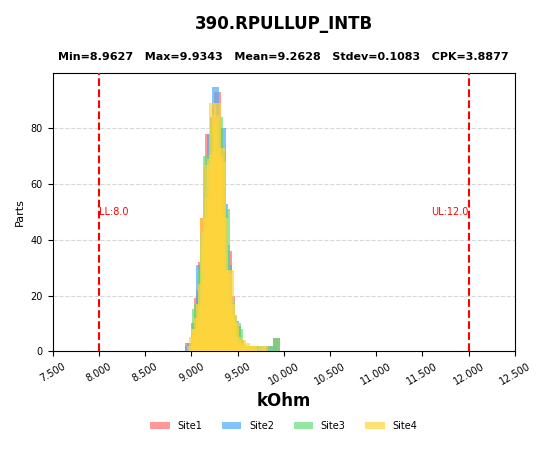 390.RPULLUP_INTB
Min=8.9627 Max=9.9343 Mean=9.2628 Stdev=0.1083 CPK=3.8877
Parts
80
60
40
20
0
LL:8.0
UL:12.0
7.500 8.000 8.500 9.000 9.500 10.000 10.500 11.000 11.500 12.000 12.500
kOhm
Site1 Site2 Site3 Site4